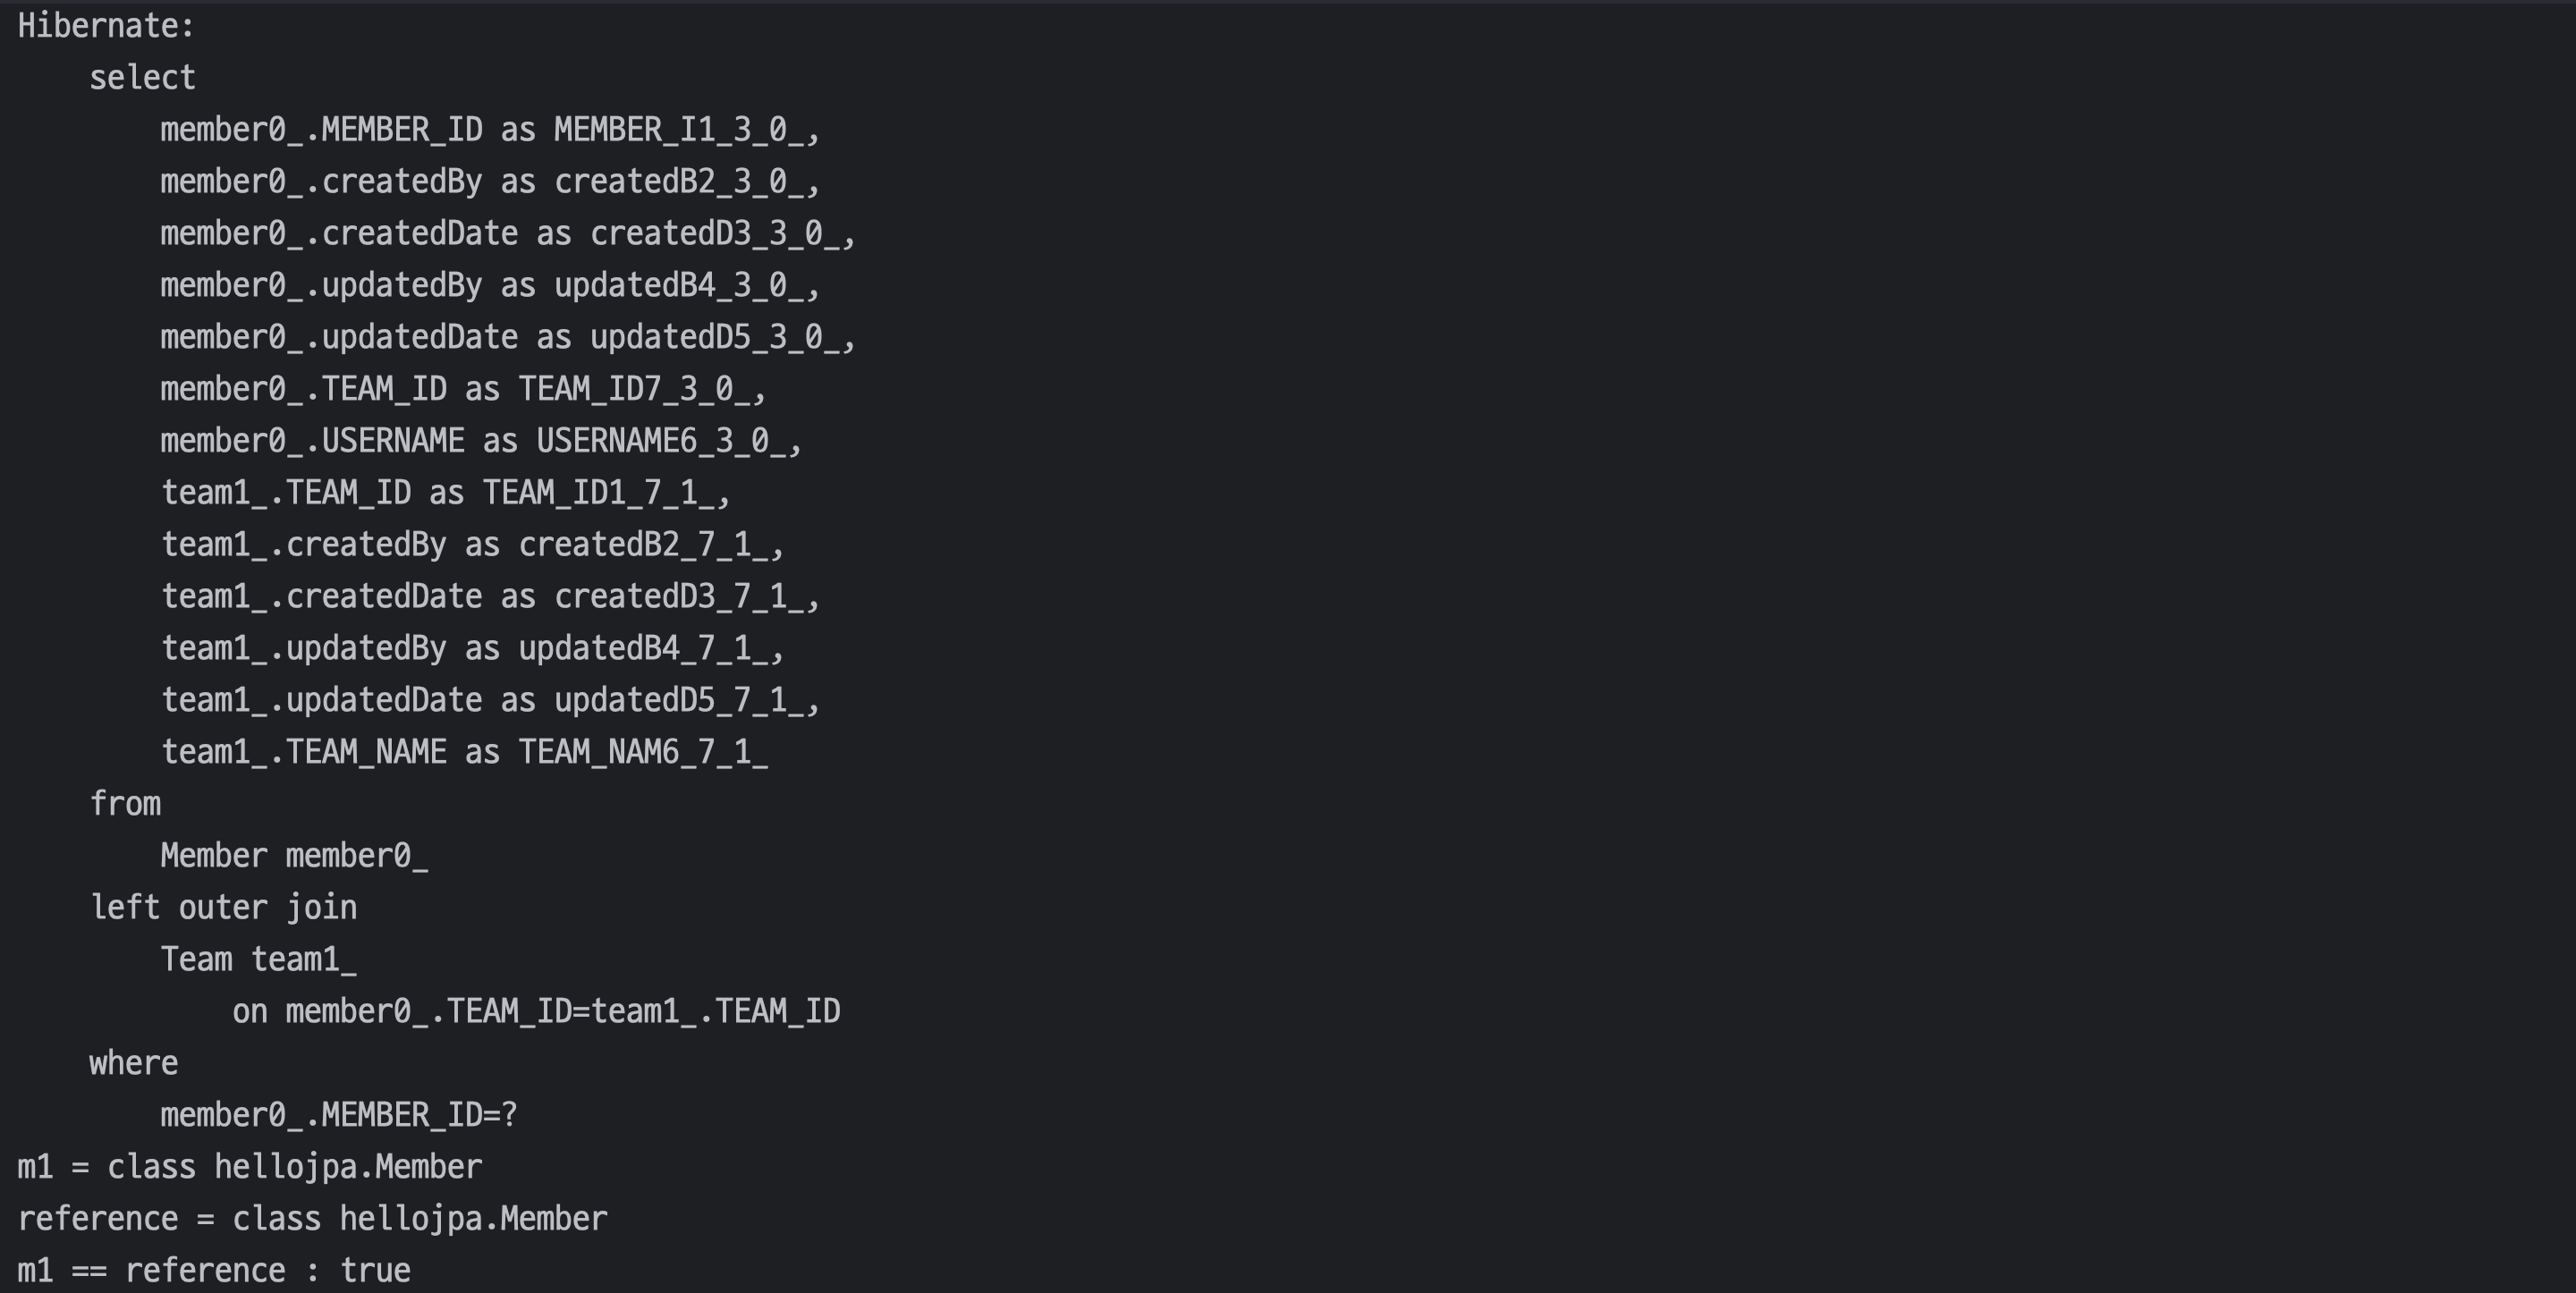 Hibernate:
    select
        member0_.MEMBER_ID as MEMBER_I1_3_0_,
        member0_.createdBy as createdB2_3_0_,
        member0_.createdDate as createdD3_3_0_,
        member0_.updatedBy as updatedB4_3_0_,
        member0_.updatedDate as updatedD5_3_0_,
        member0_.TEAM_ID as TEAM_ID7_3_0_,
        member0_.USERNAME as USERNAME6_3_0_,
        team1_.TEAM_ID as TEAM_ID1_7_1_,
        team1_.createdBy as createdB2_7_1_,
        team1_.createdDate as createdD3_7_1_,
        team1_.updatedBy as updatedB4_7_1_,
        team1_.updatedDate as updatedD5_7_1_,
        team1_.TEAM_NAME as TEAM_NAM6_7_1_
    from
        Member member0_
    left outer join
        Team team1_
            on member0_.TEAM_ID=team1_.TEAM_ID
    where
        member0_.MEMBER_ID=?
m1 = class hellojpa.Member
reference = class hellojpa.Member
m1 == reference : true